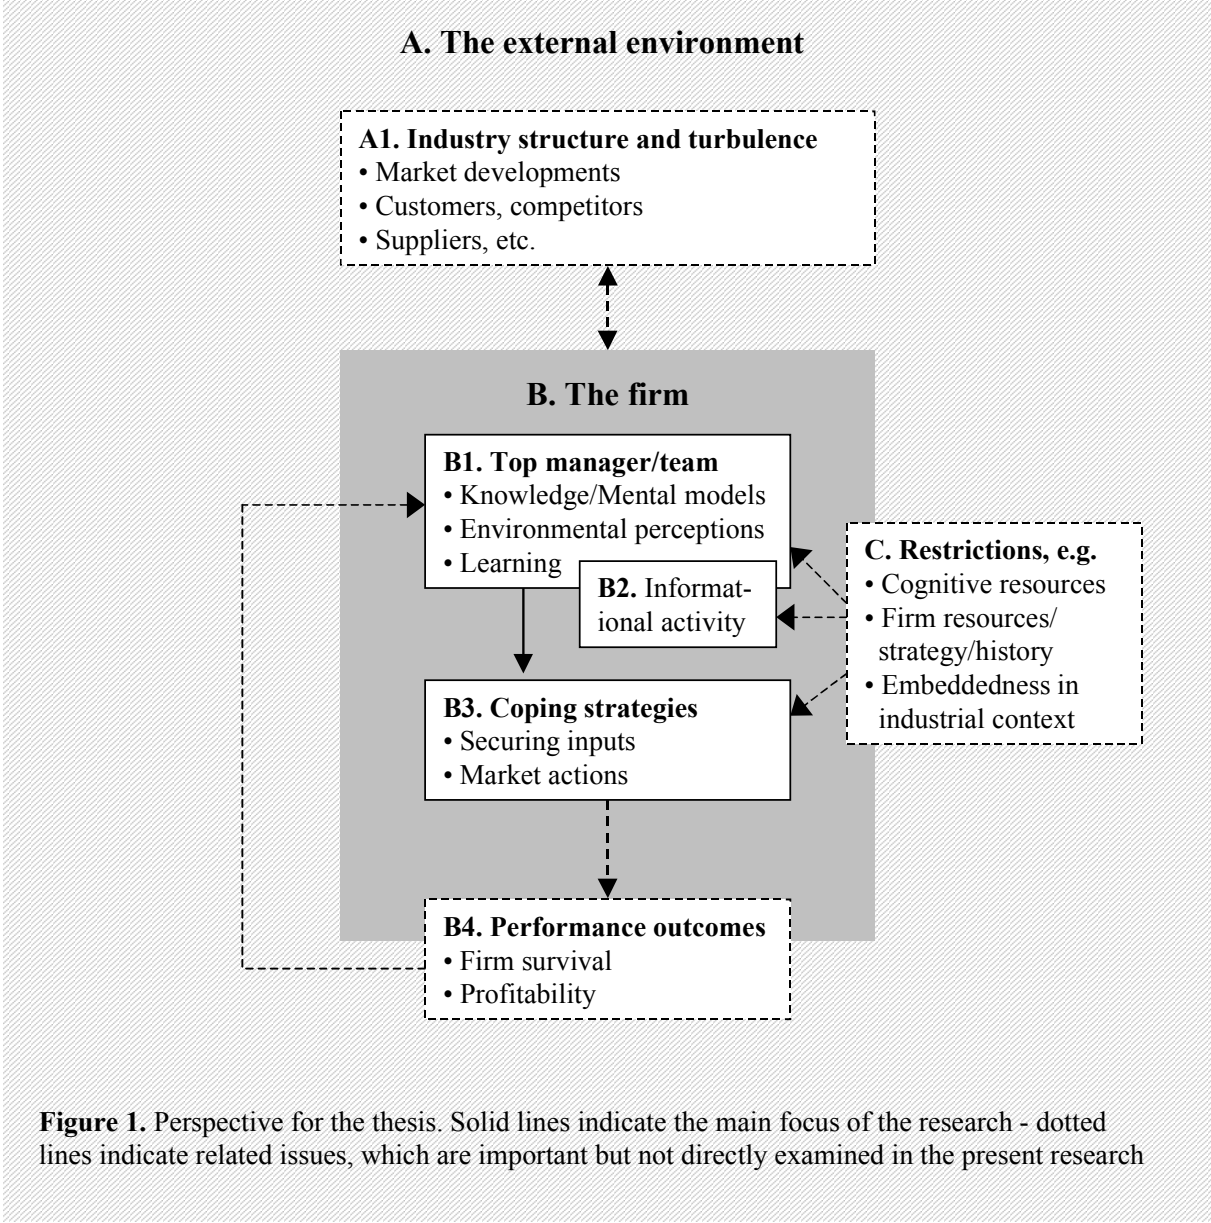 A. The external environment
A1. Industry structure and turbulence
• Market developments
• Customers, competitors
• Suppliers, etc.
B. The firm
B1. Top manager/team
• Knowledge/Mental models
• Environmental perceptions
• Learning
B2. Informat-
ional activity
C. Restrictions, e.g.
• Cognitive resources
• Firm resources/
strategy/history
• Embeddedness in
industrial context
B3. Coping strategies
• Securing inputs
• Market actions
B4. Performance outcomes
• Firm survival
• Profitability
Figure 1. Perspective for the thesis. Solid lines indicate the main focus of the research - dotted
lines indicate related issues, which are important but not directly examined in the present research